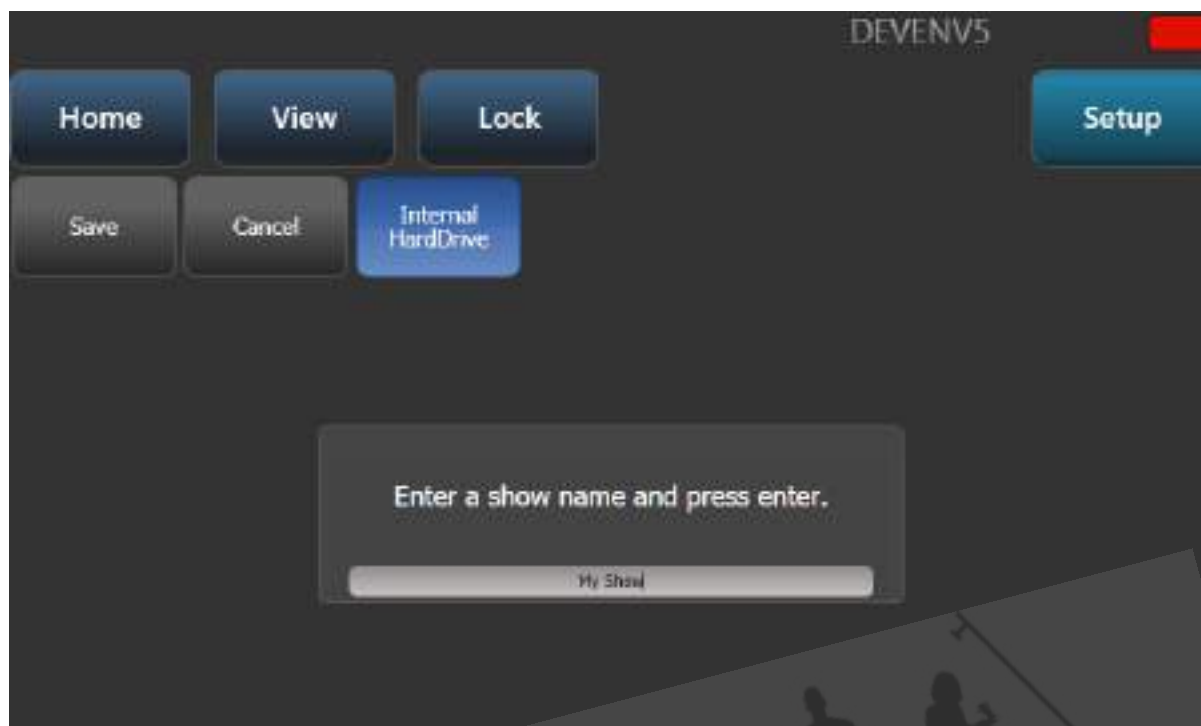 DEVENV5
Home View Lock Setup
Save Cancel Internal
HardDrive
Enter a show name and press enter.
My Show